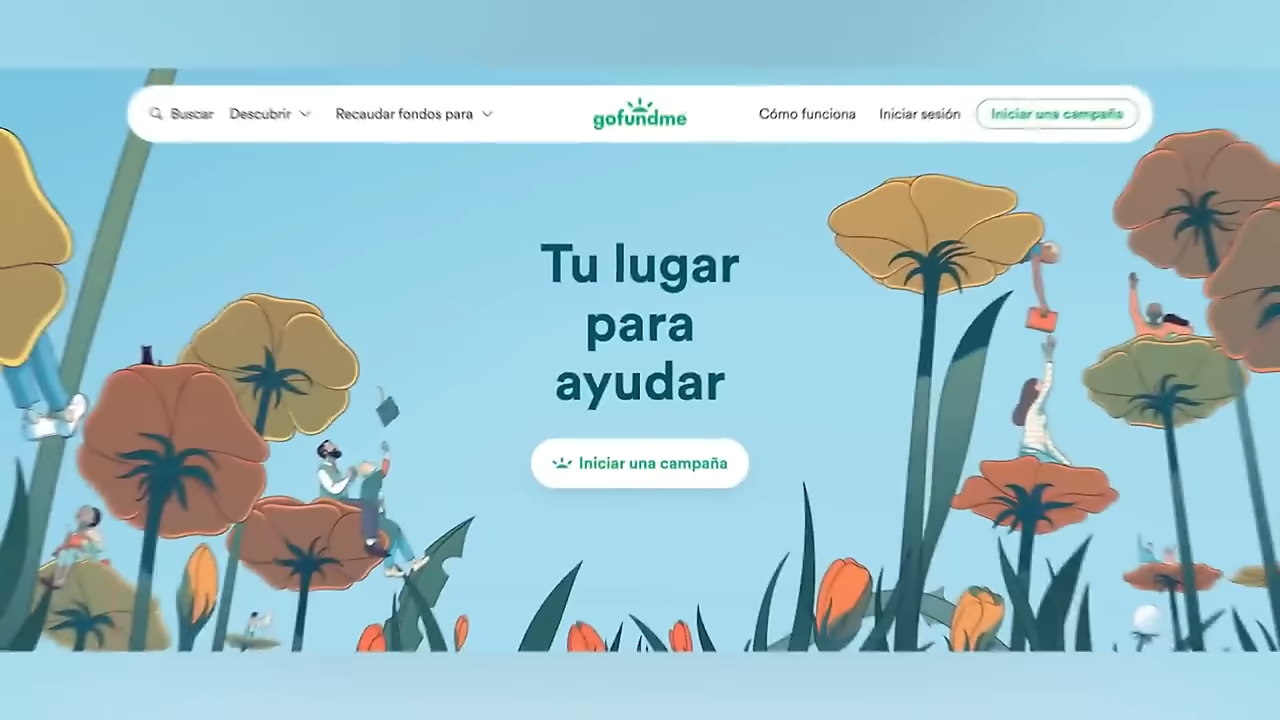 Buscar Descubrir Recaudar fondos para gofundme Cómo funciona Iniciar sesión Iniciar una campaña
Tu lugar
para
ayudar
Iniciar una campaña